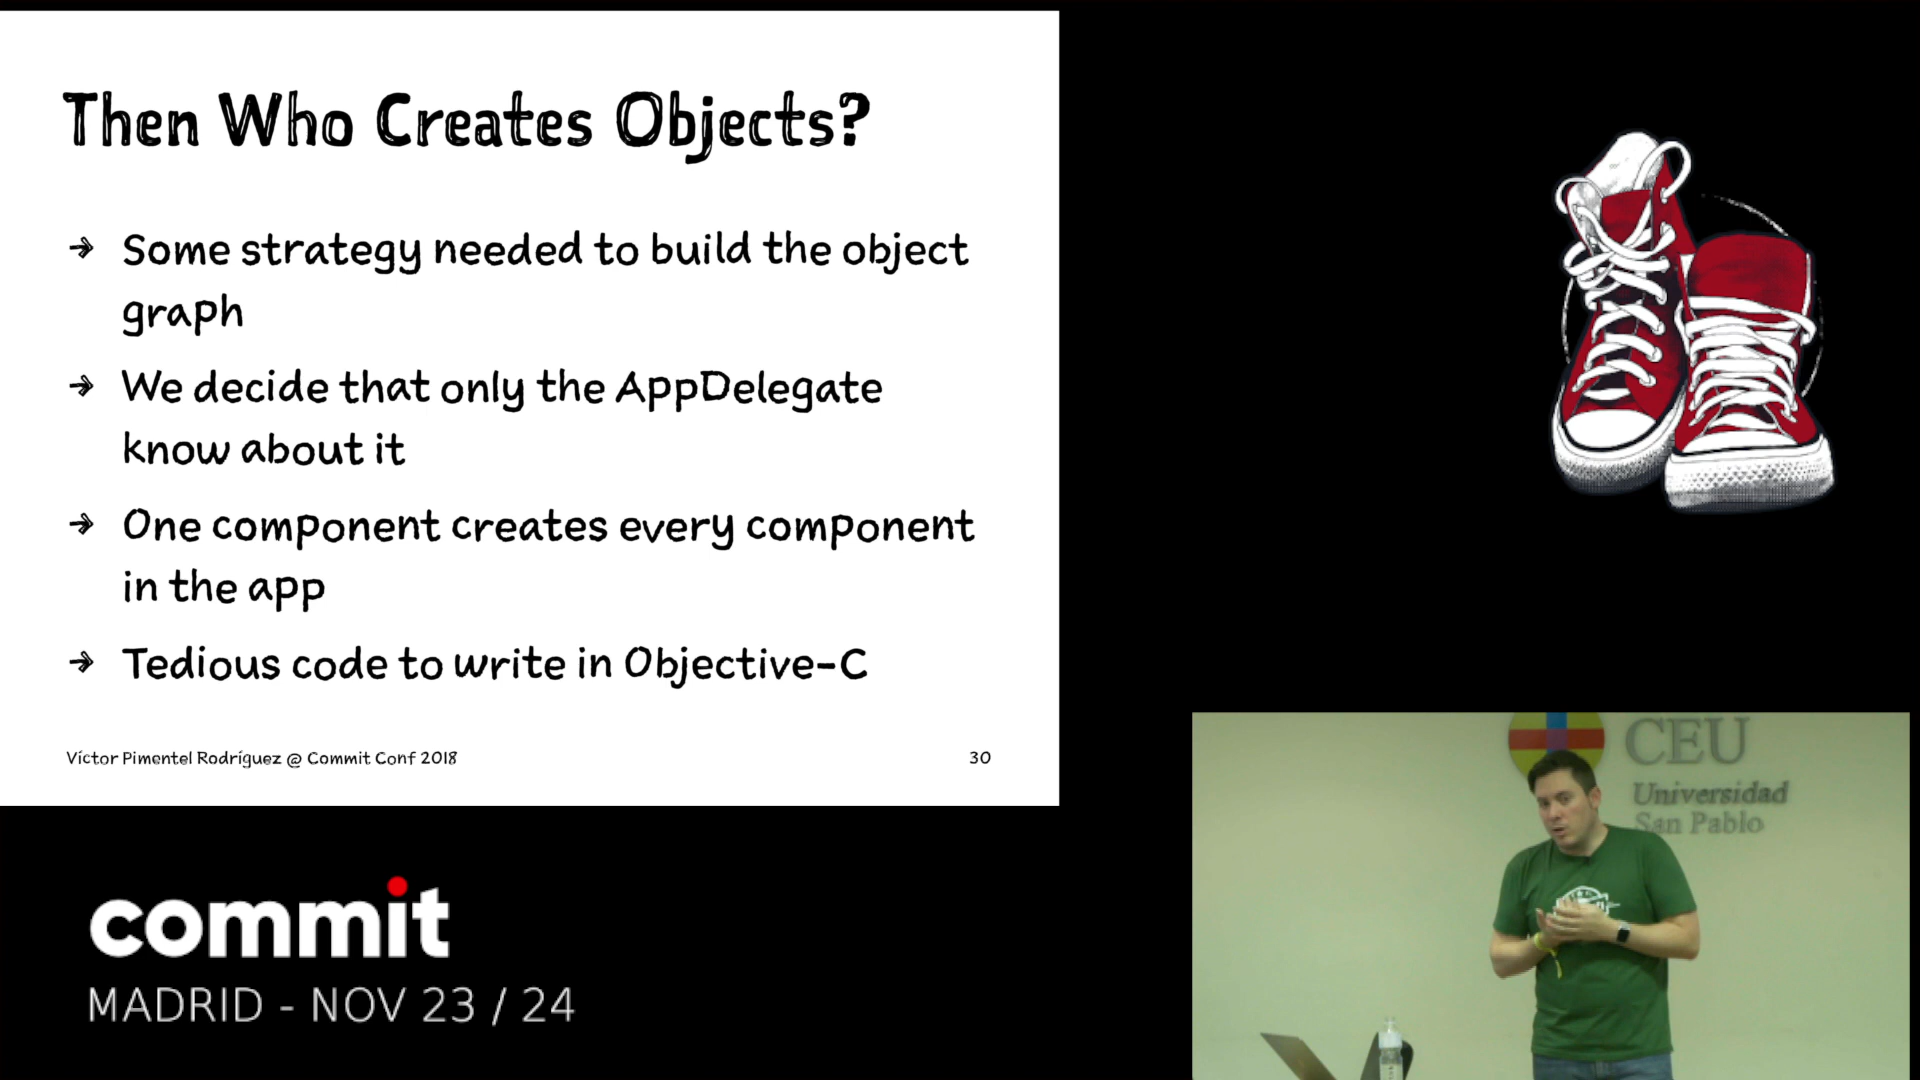 Then Who Creates Objects?
→ Some strategy needed to build the object
graph
→ We decide that only the AppDelegate
know about it
→ One component creates every component
in the app
→ Tedious code to write in Objective-C
Víctor Pimentel Rodríguez @ Commit Conf 2018
30
commit
MADRID - NOV 23 / 24
CEU
Universidad
San Pablo